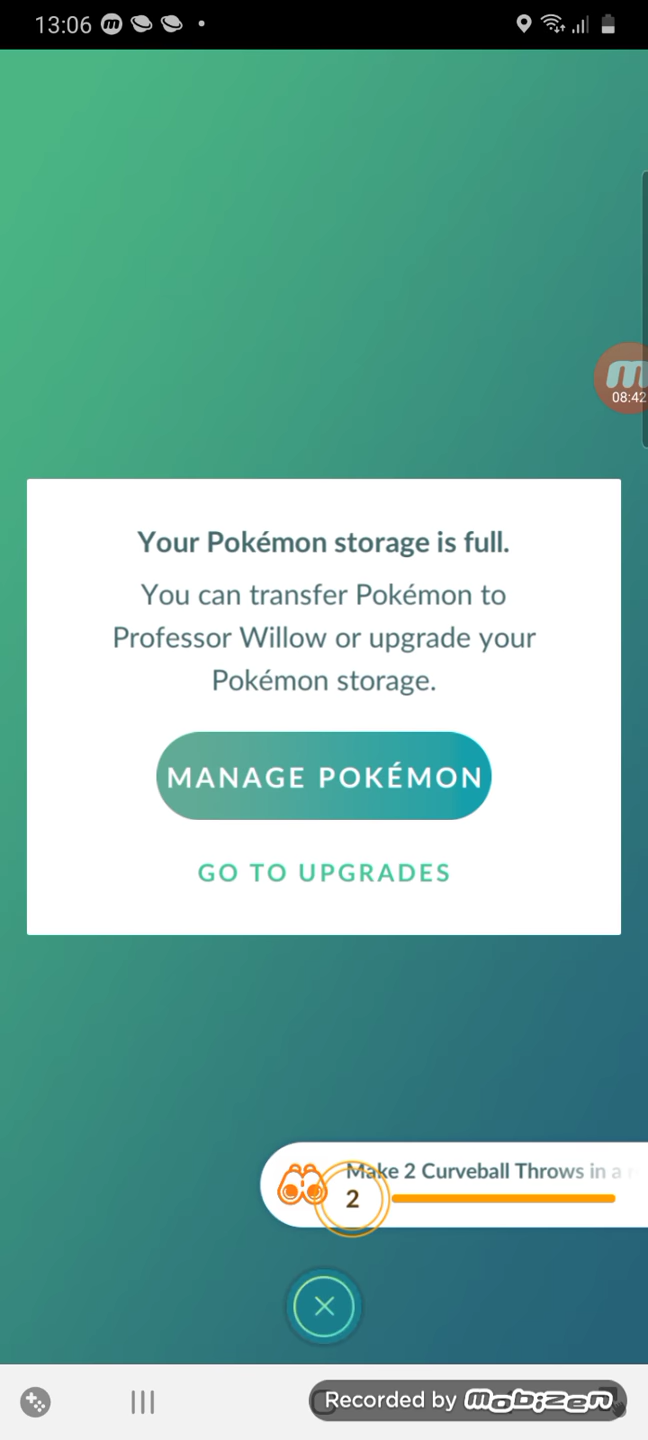 13:06
08:42
Your Pokémon storage is full.
You can transfer Pokémon to
Professor Willow or upgrade your
Pokémon storage.
MANAGE POKÉMON
GO TO UPGRADES
Make 2 Curveball Throws in a
2
Recorded by mobizen